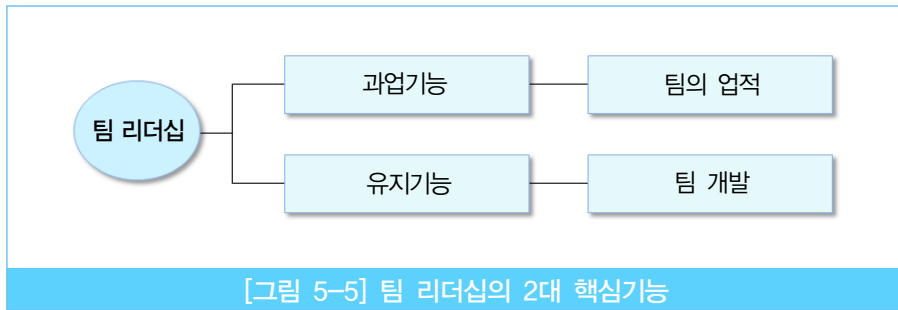 과업기능
팀의 업적
팀 리더십
유지기능
팀 개발
[그림 5-5] 팀 리더십의 2대 핵심기능